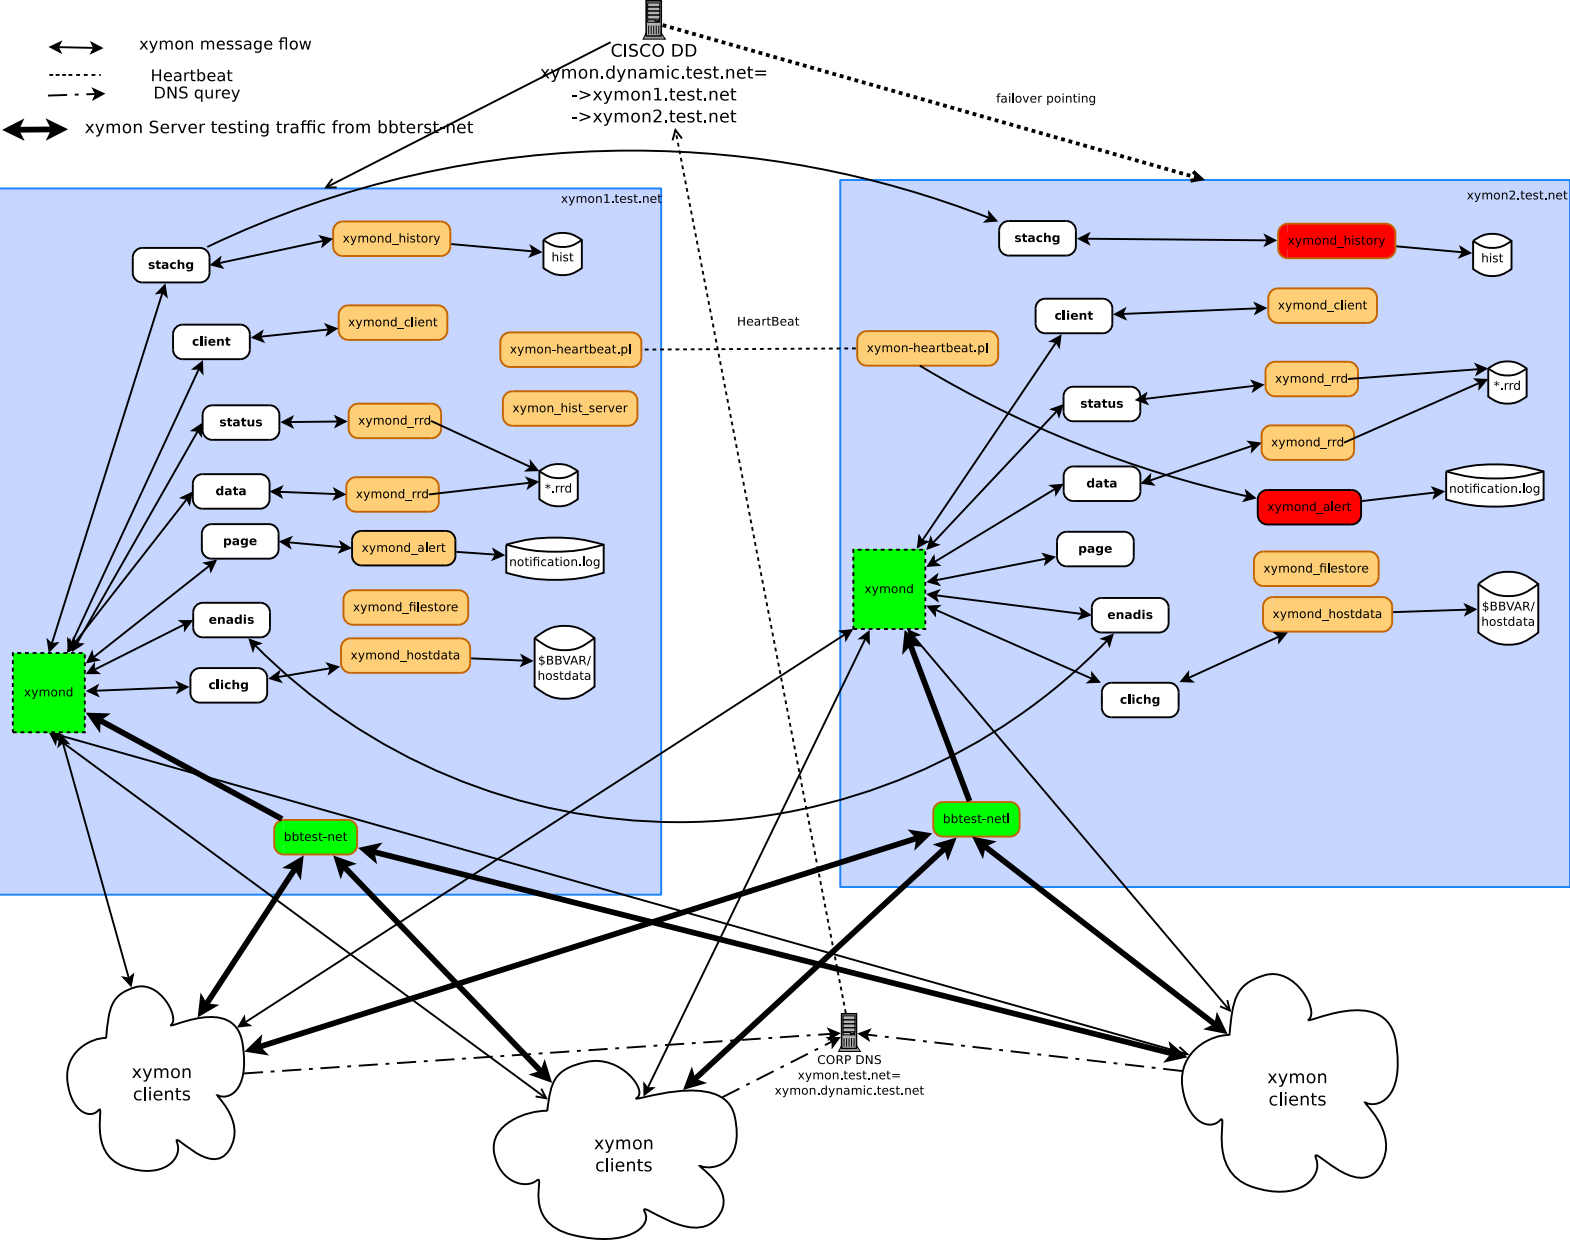 xymon message flow
Heartbeat
DNS qurey
xymon Server testing traffic from bbterst-net
CISCO DD
xymon.dynamic.test.net=
->xymon1.test.net
->xymon2.test.net
failover pointing
xymon1.test.net
stachg
xymond_history
hist
client
xymond_client
xymon-heartbeat.pl
xymon_hist_server
status
xymond_rrd
data
xymond_rrd
*.rrd
page
xymond_alert
notification.log
xymond_filestore
enadis
xymond_hostdata
$BBVAR/
hostdata
clichg
xymond
bbtest-net
HeartBeat
xymon2.test.net
stachg
xymond_history
hist
client
xymond_client
xymon-heartbeat.pl
status
xymond_rrd
*.rrd
xymond_rrd
data
xymond_alert
notification.log
page
xymond_filestore
xymond
enadis
xymond_hostdata
$BBVAR/
hostdata
clichg
bbtest-netl
CORP DNS
xymon.test.net=
xymon.dynamic.test.net
xymon
clients
xymon
clients
xymon
clients